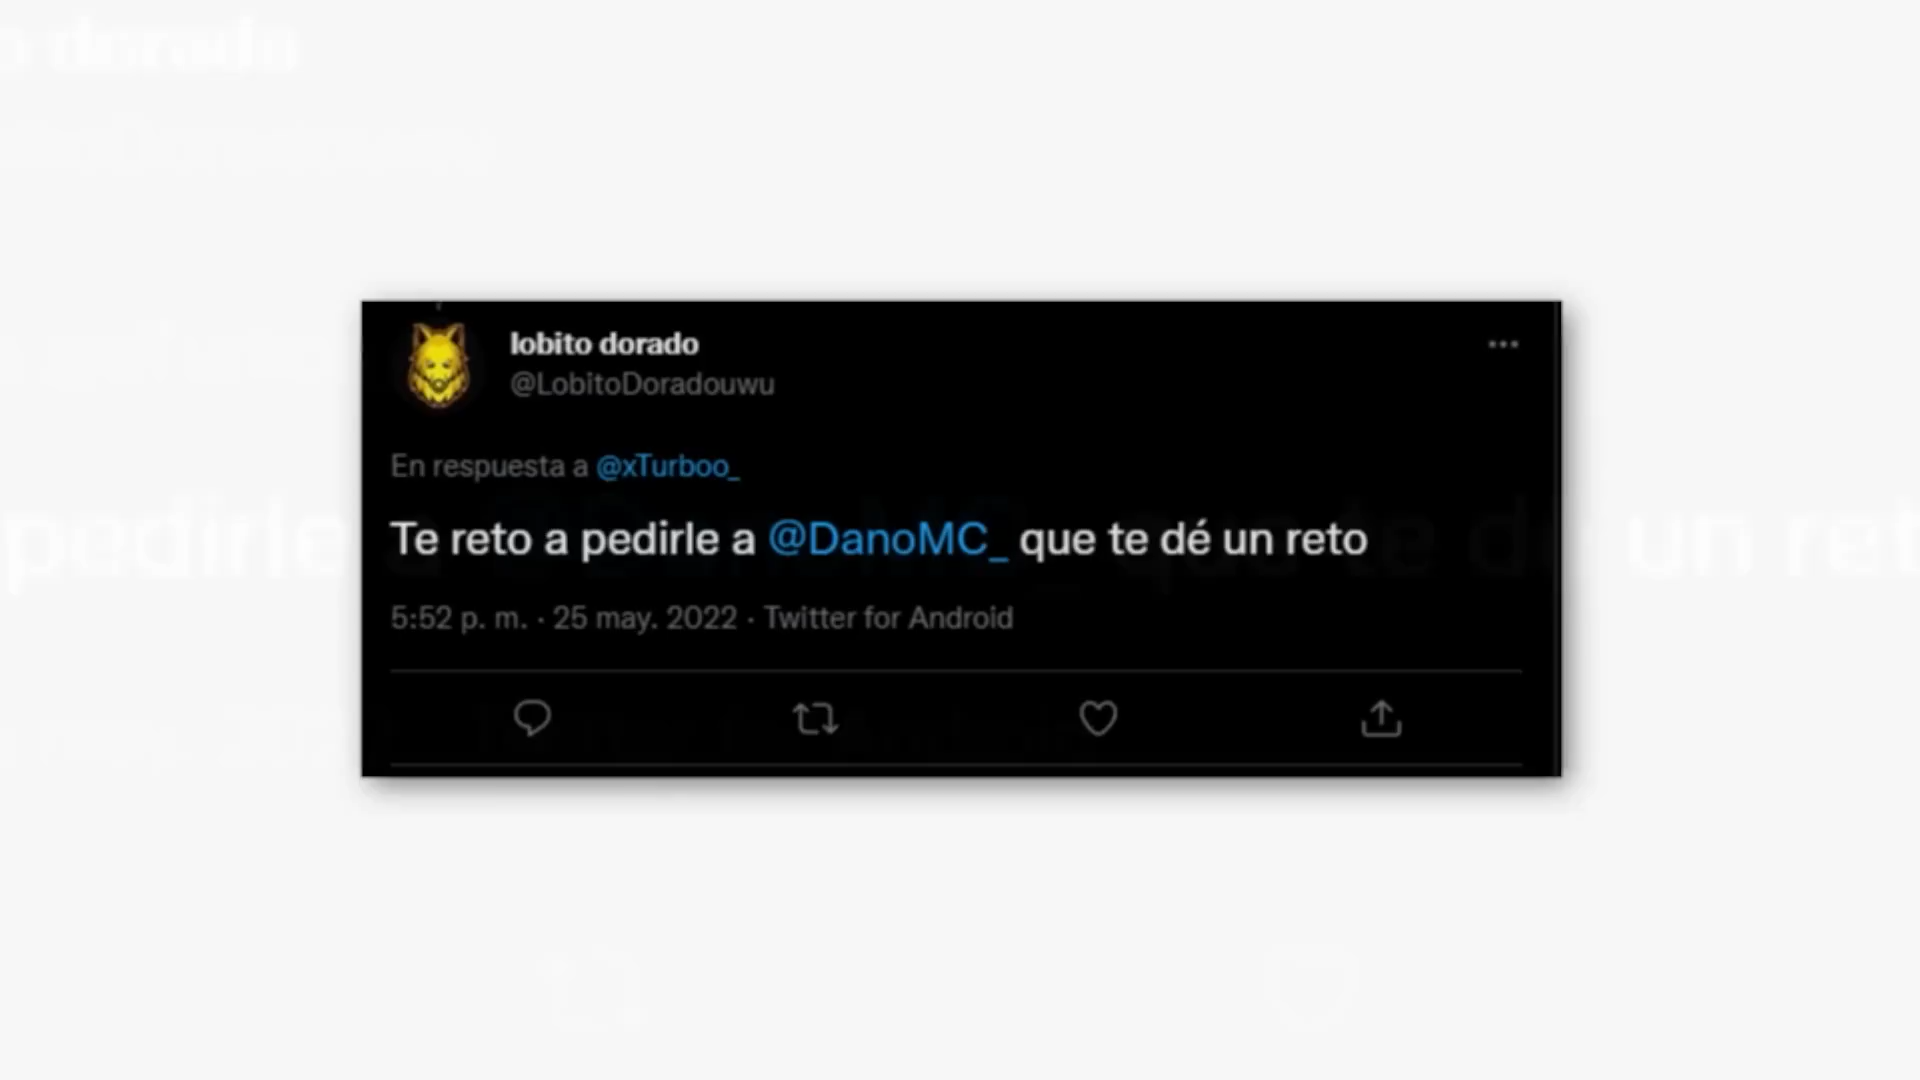 lobito dorado
@LobitoDoradouwu
En respuesta a @xTurboo_
Te reto a pedirle a @DanoMC_ que te dé un reto
5:52 p. m. · 25 may. 2022 · Twitter for Android